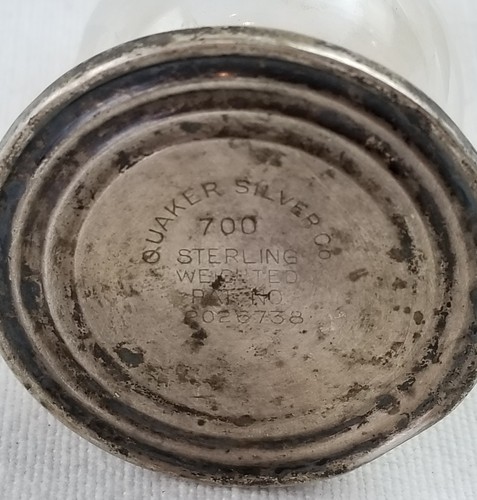 QUAKER SILVER Co
700
STERLING
WEIGHTED
PAT. NO.
2026738